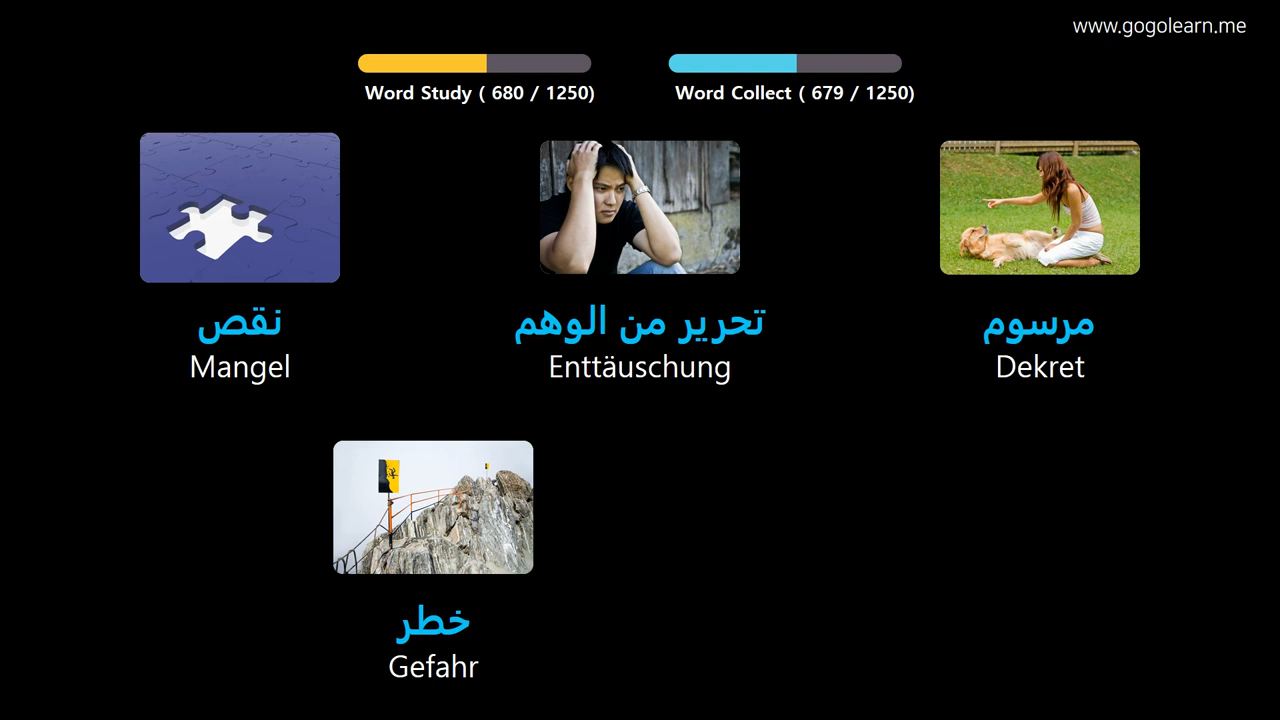 www.gogolearn.me
Word Study ( 680 / 1250)
Word Collect ( 679 / 1250)
نقص
Mangel
تحرير من الوهم
Enttäuschung
مرسوم
Dekret
خطر
Gefahr